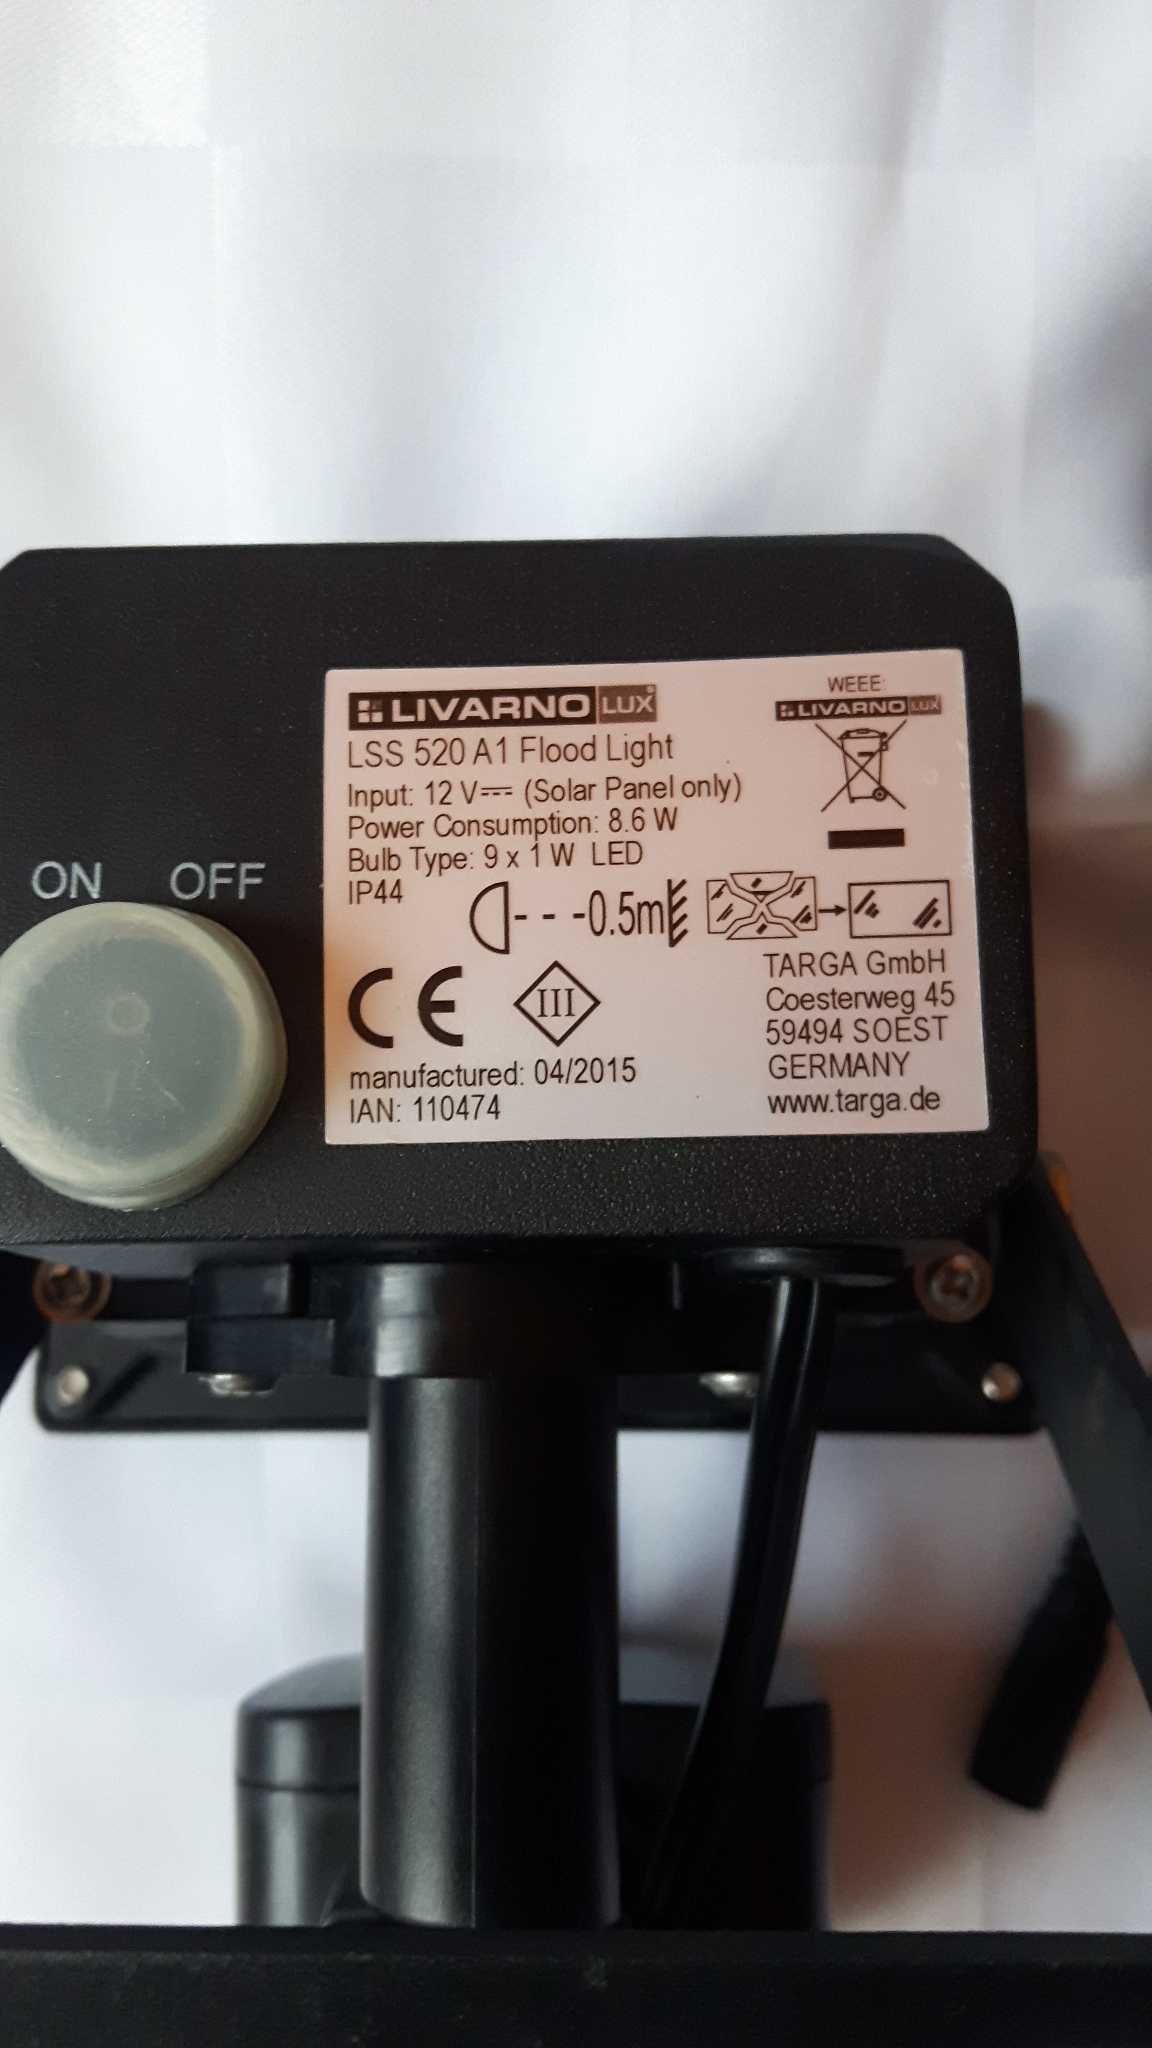 ON OFF
LIVARNO LUX
LSS 520 A1 Flood Light
Input: 12 V⎓ (Solar Panel only)
Power Consumption: 8.6 W
Bulb Type: 9 x 1 W LED
IP44
0.5m
CE
III
manufactured: 04/2015
IAN: 110474
WEEE:
LIVARNO LUX
TARGA GmbH
Coesterweg 45
59494 SOEST
GERMANY
www.targa.de